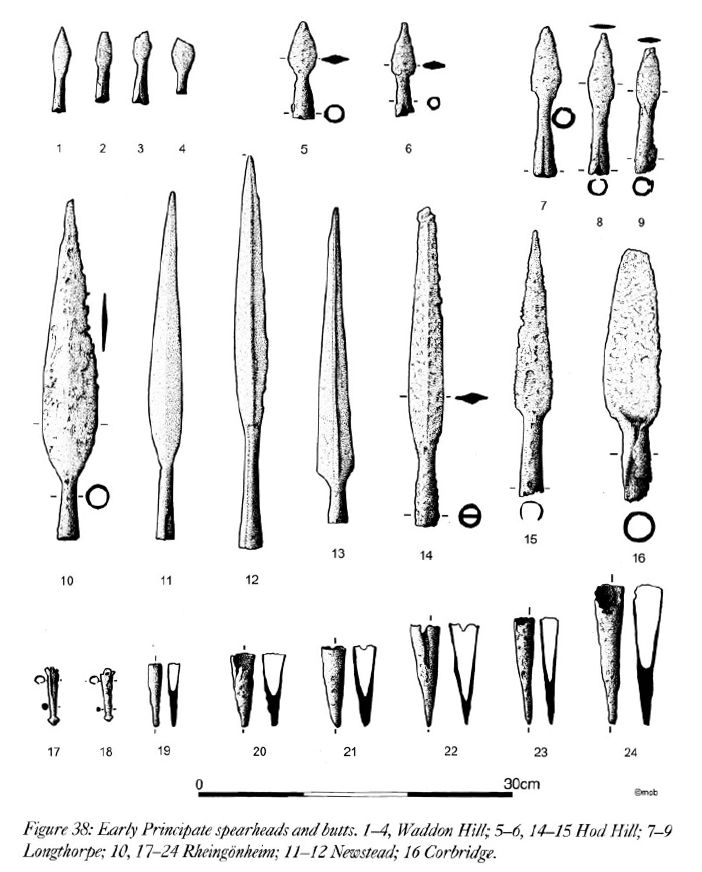 1 2 3 4 5 6
7 8 9
10 11 12 13 14 15 16
17 18 19 20 21 22 23 24
0 30cm
©mcb
Figure 38: Early Principate spearheads and butts. 1–4, Waddon Hill; 5–6, 14–15 Hod Hill; 7–9
Longthorpe; 10, 17–24 Rheingönheim; 11–12 Newstead; 16 Corbridge.